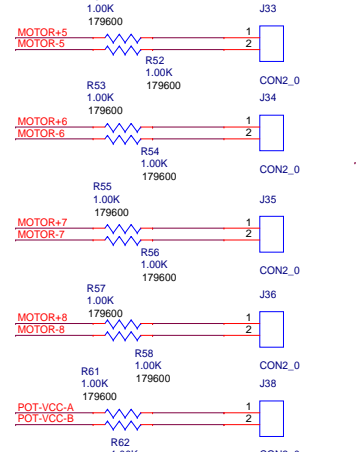 1.00K
179600
J33
MOTOR+5
MOTOR-5
1
2
R52
1.00K
179600
CON2_0
R53
1.00K
179600
J34
MOTOR+6
MOTOR-6
1
2
R54
1.00K
179600
CON2_0
R55
1.00K
179600
J35
MOTOR+7
MOTOR-7
1
2
R56
1.00K
179600
CON2_0
R57
1.00K
179600
J36
MOTOR+8
MOTOR-8
1
2
R58
1.00K
179600
CON2_0
R61
1.00K
179600
J38
POT-VCC-A
POT-VCC-B
1
2
R62